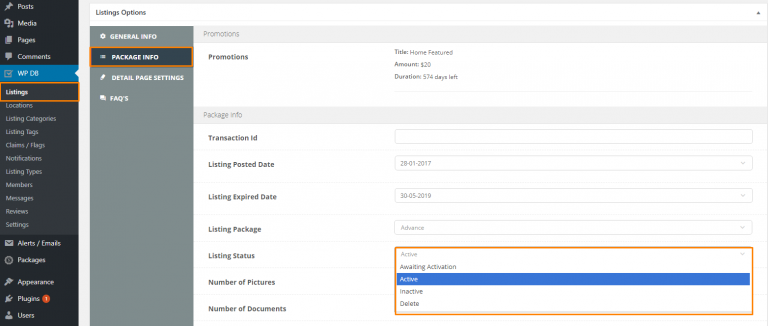 Posts
Media
Pages
Comments
WP DB
Listings
Locations
Listing Categories
Listing Tags
Claims / Flags
Notifications
Listing Types
Members
Messages
Reviews
Settings
Alerts / Emails
Packages
Appearance
Plugins 1
Users
Listings Options
GENERAL INFO
PACKAGE INFO
DETAIL PAGE SETTINGS
FAQ'S
Promotions
Promotions
Title: Home Featured
Amount: $20
Duration: 574 days left
Package Info
Transaction Id
Listing Posted Date
28-01-2017
Listing Expired Date
30-05-2019
Listing Package
Advance
Listing Status
Active
Awaiting Activation
Active
Inactive
Delete
Number of Pictures
Number of Documents